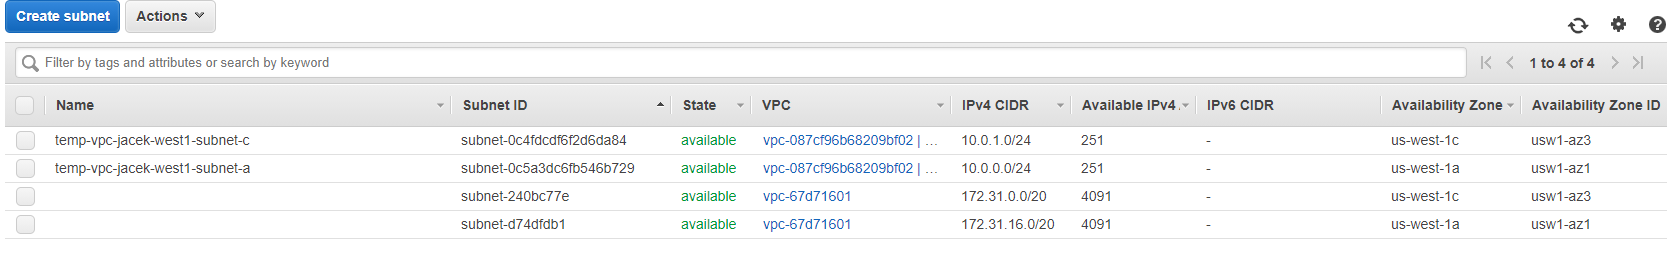 Create subnet Actions
Filter by tags and attributes or search by keyword 1 to 4 of 4
Name Subnet ID State VPC IPv4 CIDR Available IPv4 IPv6 CIDR Availability Zone Availability Zone ID
temp-vpc-jacek-west1-subnet-c subnet-0c4fdcdf6f2d6da84 available vpc-087cf96b68209bf02 | ... 10.0.1.0/24 251 - us-west-1c usw1-az3
temp-vpc-jacek-west1-subnet-a subnet-0c5a3dc6fb546b729 available vpc-087cf96b68209bf02 | ... 10.0.0.0/24 251 - us-west-1a usw1-az1
subnet-240bc77e available vpc-67d71601 172.31.0.0/20 4091 - us-west-1c usw1-az3
subnet-d74dfdb1 available vpc-67d71601 172.31.16.0/20 4091 - us-west-1a usw1-az1